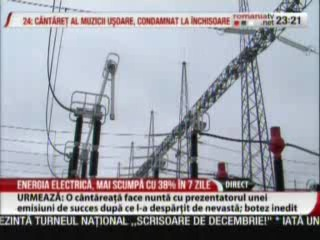 24: CÂNTĂREȚ AL MUZICII UȘOARE, CONDAMNAT LA ÎNCHISOARE
romaniatv
.net
23:21
ENERGIA ELECTRICĂ, MAI SCUMPĂ CU 38% ÎN 7 ZILE
DIRECT
URMEAZĂ: O cântăreață face nuntă cu prezentatorul unei
emisiuni de succes după ce l-a despărțit de nevastă; botez inedit
EZINTĂ TURNEUL NAȚIONAL ,,SCRISOARE DE DECEMBRIE!" * IATĂ UN